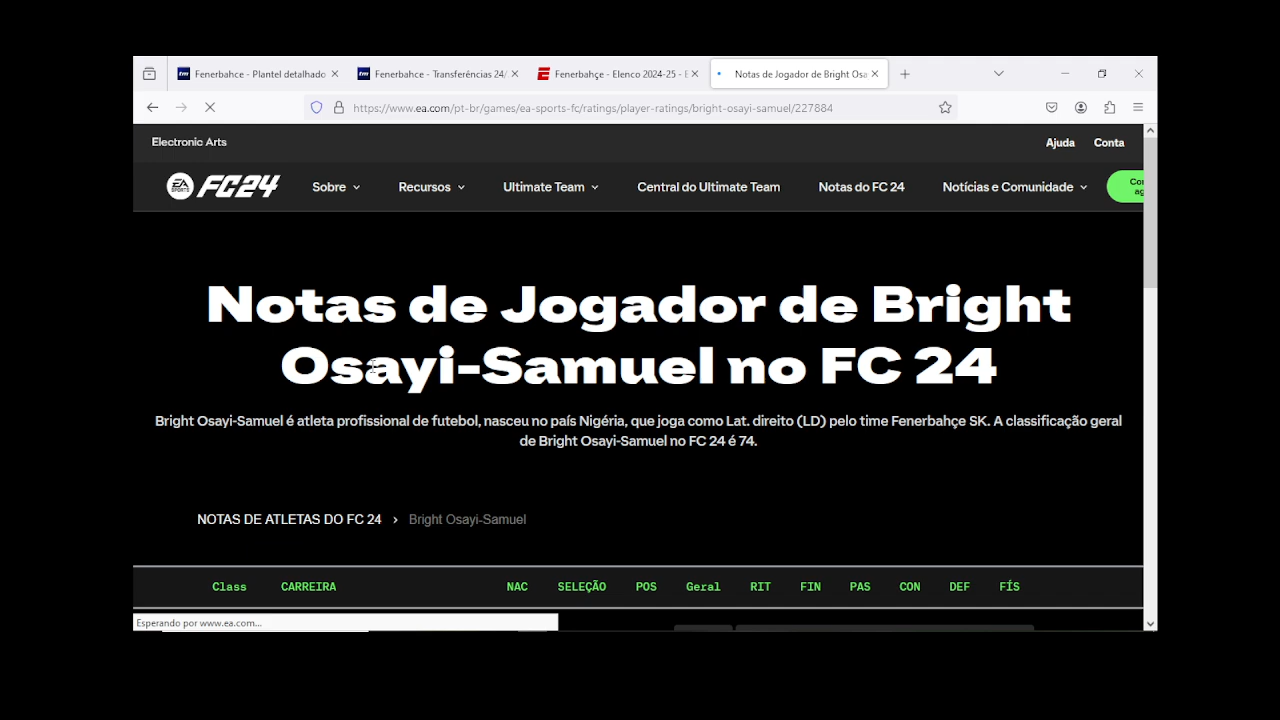 Fenerbahce - Plantel detalhado
Fenerbahce - Transferências 24/
Fenerbahçe - Elenco 2024-25 - E
Notas de Jogador de Bright Osa
https://www.ea.com/pt-br/games/ea-sports-fc/ratings/player-ratings/bright-osayi-samuel/227884
Electronic Arts
Ajuda
Conta
EA SPORTS FC24
Sobre
Recursos
Ultimate Team
Central do Ultimate Team
Notas do FC 24
Notícias e Comunidade
Co
ag
Notas de Jogador de Bright
Osayi-Samuel no FC 24
Bright Osayi-Samuel é atleta profissional de futebol, nasceu no país Nigéria, que joga como Lat. direito (LD) pelo time Fenerbahçe SK. A classificação geral
de Bright Osayi-Samuel no FC 24 é 74.
NOTAS DE ATLETAS DO FC 24 › Bright Osayi-Samuel
Class CARREIRA NAC SELEÇÃO POS Geral RIT FIN PAS CON DEF FÍS
Esperando por www.ea.com...